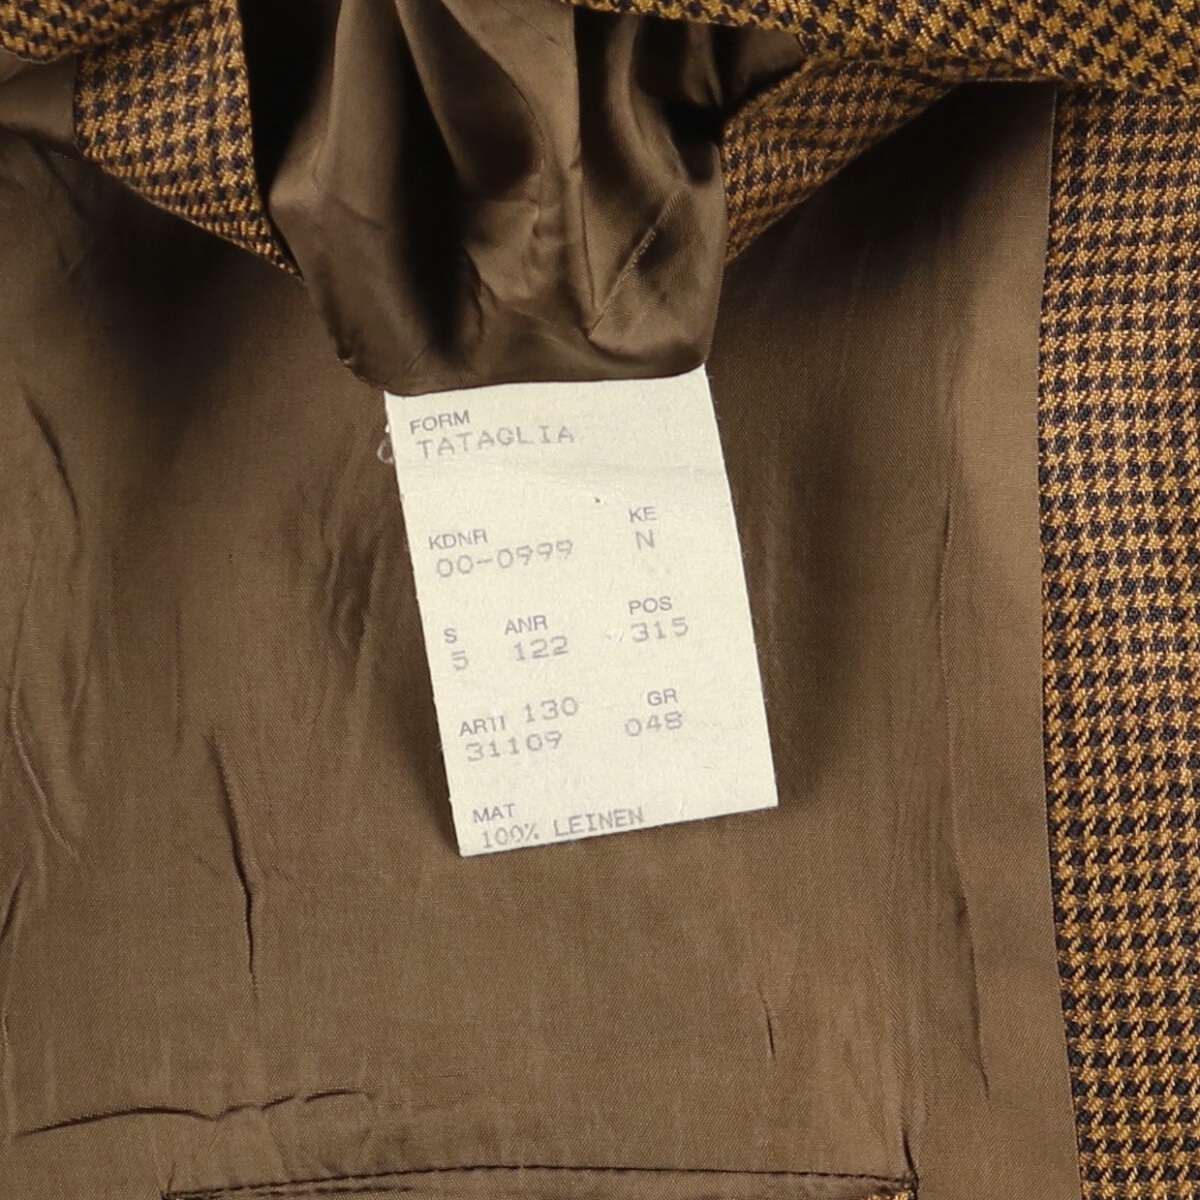 FORM
TATAGLIA
KDNR KE
00-0999 N
S ANR POS
5 122 315
ARTI 130 GR
31109 048
MAT
100% LEINEN